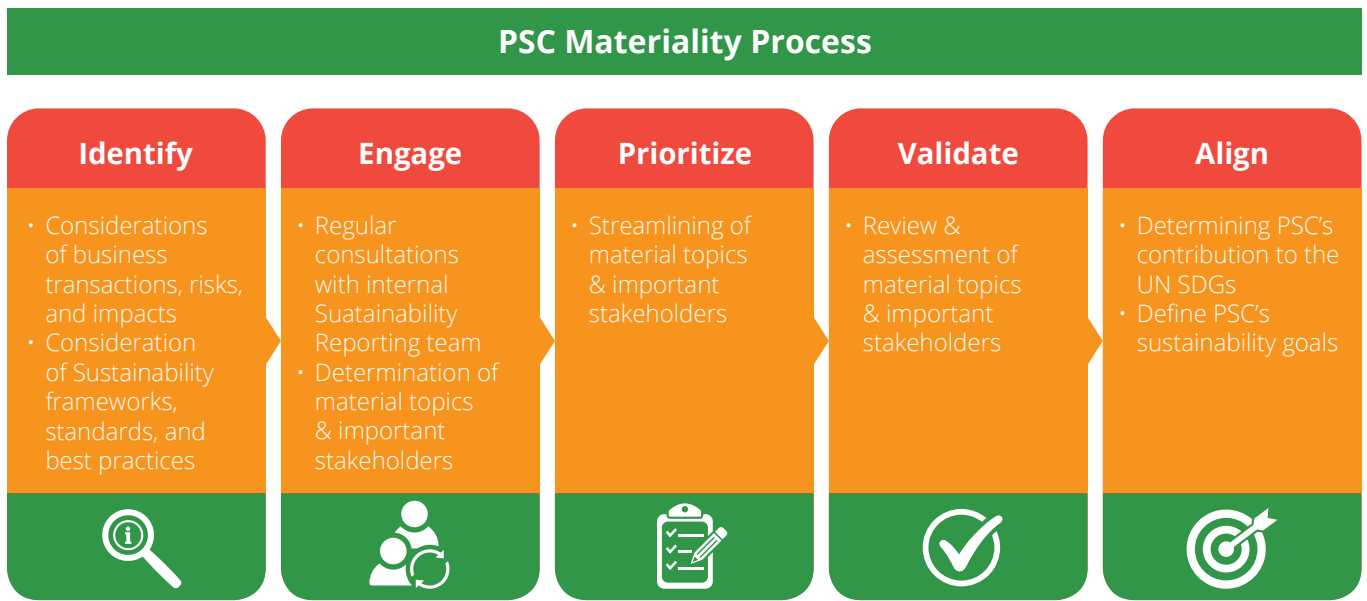 PSC Materiality Process
Identify
• Considerations
of business
transactions, risks,
and impacts
• Consideration
of Sustainability
frameworks,
standards, and
best practices
Engage
• Regular
consultations
with internal
Suatainability
Reporting team
• Determination of
material topics
& important
stakeholders
Prioritize
• Streamlining of
material topics
& important
stakeholders
Validate
• Review &
assessment of
material topics
& important
stakeholders
Align
• Determining PSC’s
contribution to the
UN SDGs
• Define PSC’s
sustainability goals
i